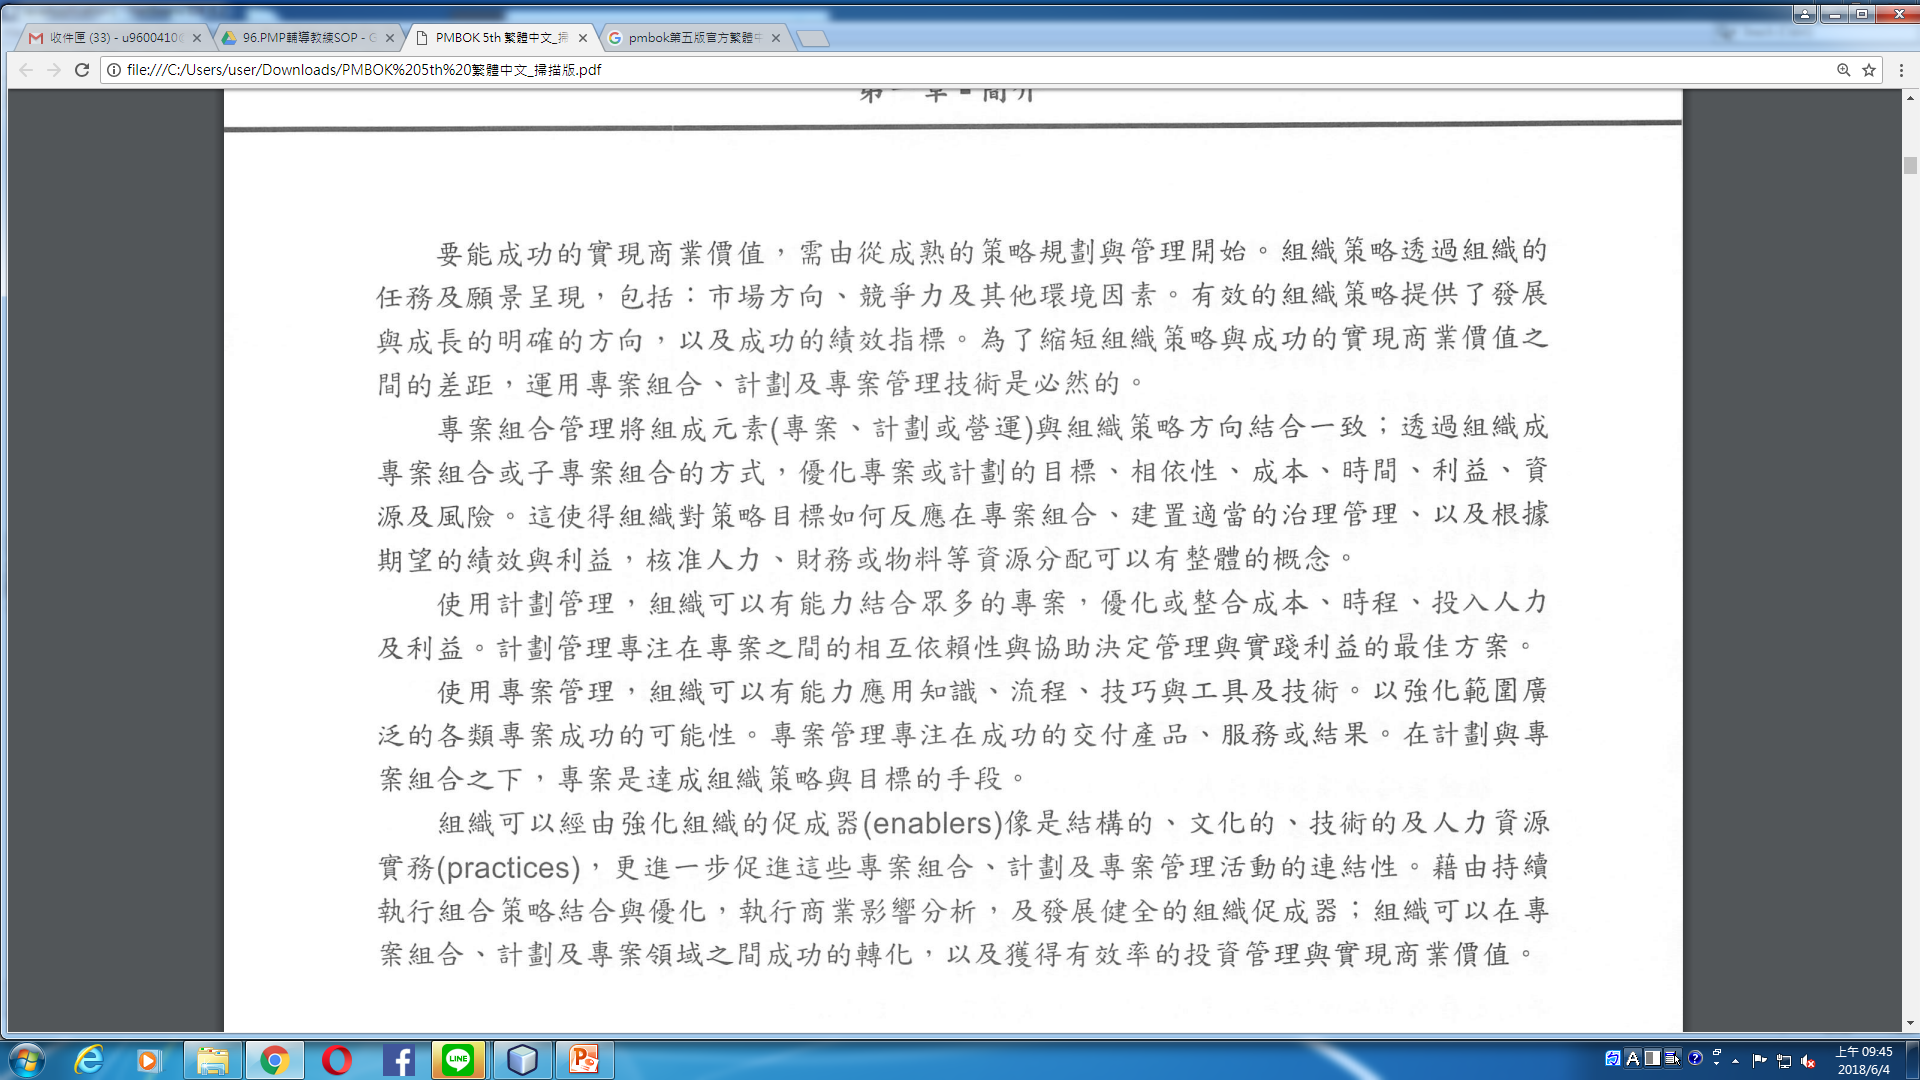 收件匣 (33) - u9600410@
96.PMP輔導教練SOP - G
PMBOK 5th 繁體中文_掃
pmbok第五版官方繁體中
file:///C:/Users/user/Downloads/PMBOK%205th%20繁體中文_掃描版.pdf
第一章 - 簡介
要能成功的實現商業價值，需由從成熟的策略規劃與管理開始。組織策略透過組織的
任務及願景呈現，包括：市場方向、競爭力及其他環境因素。有效的組織策略提供了發展
與成長的明確的方向，以及成功的績效指標。為了縮短組織策略與成功的實現商業價值之
間的差距，運用專案組合、計劃及專案管理技術是必然的。
專案組合管理將組成元素(專案、計劃或營運)與組織策略方向結合一致；透過組織成
專案組合或子專案組合的方式，優化專案或計劃的目標、相依性、成本、時間、利益、資
源及風險。這使得組織對策略目標如何反應在專案組合、建置適當的治理管理、以及根據
期望的績效與利益，核准人力、財務或物料等資源分配可以有整體的概念。
使用計劃管理，組織可以有能力結合眾多的專案，優化或整合成本、時程、投入人力
及利益。計劃管理專注在專案之間的相互依賴性與協助決定管理與實踐利益的最佳方案。
使用專案管理，組織可以有能力應用知識、流程、技巧與工具及技術。以強化範圍廣
泛的各類專案成功的可能性。專案管理專注在成功的交付產品、服務或結果。在計劃與專
案組合之下，專案是達成組織策略與目標的手段。
組織可以經由強化組織的促成器(enablers)像是結構的、文化的、技術的及人力資源
實務(practices)，更進一步促進這些專案組合、計劃及專案管理活動的連結性。藉由持續
執行組合策略結合與優化，執行商業影響分析，及發展健全的組織促成器；組織可以在專
案組合、計劃及專案領域之間成功的轉化，以及獲得有效率的投資管理與實現商業價值。
LINE
A
上午 09:45
2018/6/4